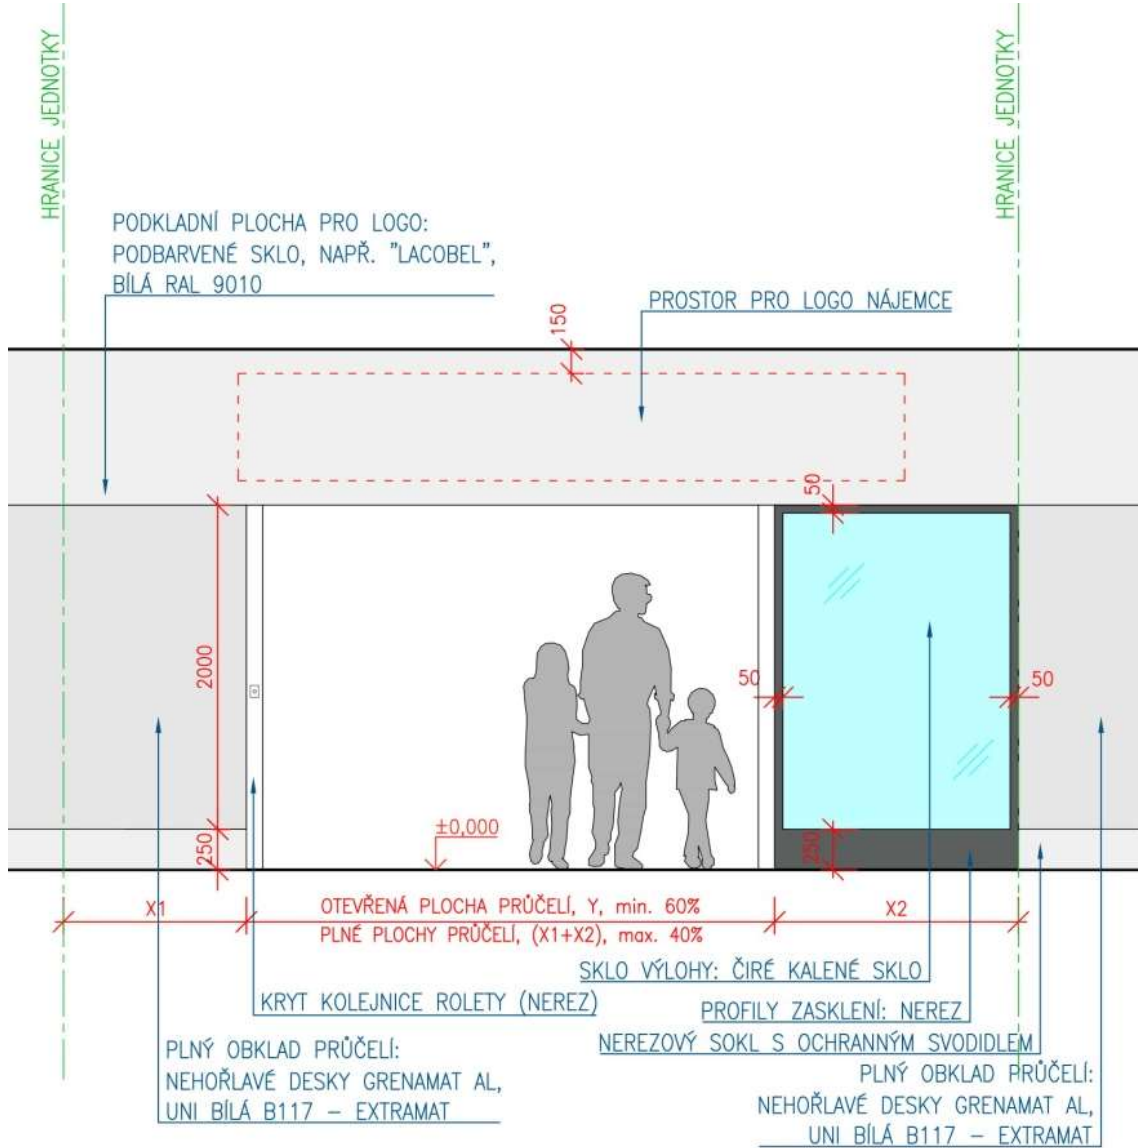 HRANICE JEDNOTKY
HRANICE JEDNOTKY
PODKLADNÍ PLOCHA PRO LOGO:
PODBARVENÉ SKLO, NAPŘ. "LACOBEL",
BÍLÁ RAL 9010
PROSTOR PRO LOGO NÁJEMCE
150
50
2000
50
50
±0,000
250
250
X1
OTEVŘENÁ PLOCHA PRŮČELÍ, Y, min. 60%
X2
PLNÉ PLOCHY PRŮČELÍ, (X1+X2), max. 40%
SKLO VÝLOHY: ČIRÉ KALENÉ SKLO
KRYT KOLEJNICE ROLETY (NEREZ)
PROFILY ZASKLENÍ: NEREZ
NEREZOVÝ SOKL S OCHRANNÝM SVODIDLEM
PLNÝ OBKLAD PRŮČELÍ:
NEHOŘLAVÉ DESKY GRENAMAT AL,
UNI BÍLÁ B117 – EXTRAMAT
PLNÝ OBKLAD PRŮČELÍ:
NEHOŘLAVÉ DESKY GRENAMAT AL,
UNI BÍLÁ B117 – EXTRAMAT